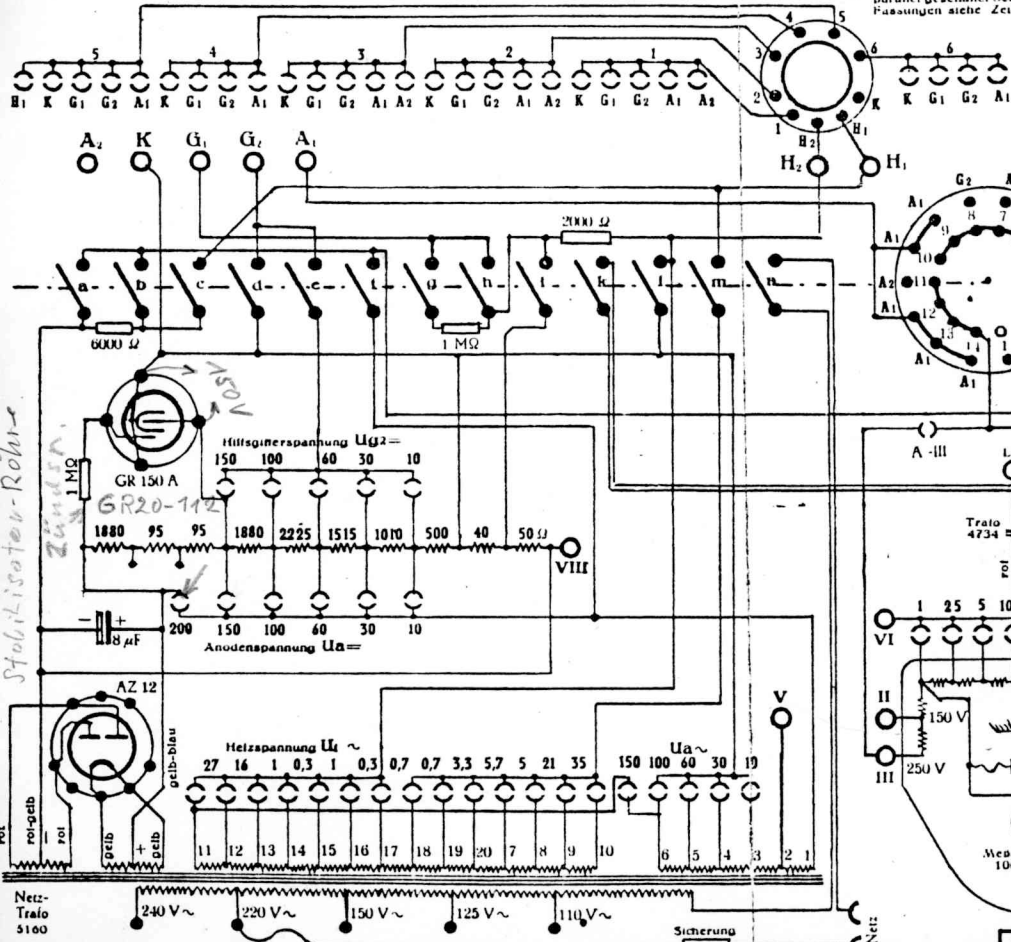 Fassungen siehe Zei
5 4 3 2 1 6
H₁ K G₁ G₂ A₁ K G₁ G₂ A₁ K G₁ G₂ A₁ A₂ K G₁ G₂ A₁ A₂ K G₁ G₂ A₁ A₂ K G₁ G₂ A₁
4 5
3 6
2 K
1 H₂ H₁
A₂ K G₁ G₂ A₁ H₂ H₁
G₂ A
A₁ 8 7
9
A₁ 10
A₂ 11
A₁ 12
13
14 1
A₁
A₁
2000 Ω
a b c d e f g h i k l m n
6000 Ω
1 MΩ
150V
GR 150 A
1 MΩ
GR20-112
Zündsp.
Stabilisator-Röhre
Hilfsgitterspannung Ug2=
150 100 60 30 10
1880 95 95 1880 2225 1515 1010 500 40 50 Ω
VIII
200 150 100 60 30 10
Anodenspannung Ua=
- + 8 µF
A-III
Trafo
4734
rot
1 25 5 10
VI
II
150 V
III
250 V
AZ 12
gelb-blau
rot rot-gelb - rot gelb + gelb
Heizspannung Uf ~
27 16 1 0,3 1 0,3 0,7 0,7 3,3 5,7 5 21 35
Ua ~
150 100 60 30 10
V
11 12 13 14 15 16 17 18 19 20 7 8 9 10 6 5 4 3 2 1
Netz-
Trafo
5160
240 V~ 220 V~ 150 V~ 125 V~ 110 V~
Sicherung
Netz